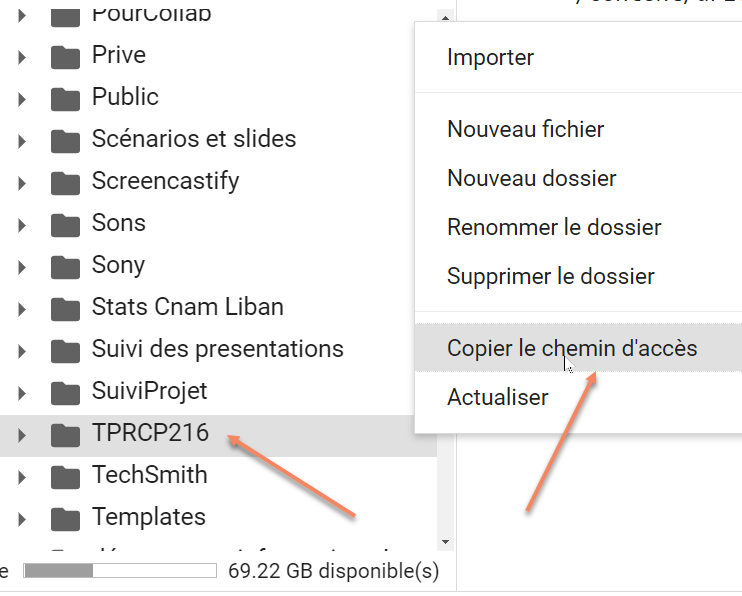 PourCollab
Prive
Public
Scénarios et slides
Screencastify
Sons
Sony
Stats Cnam Liban
Suivi des presentations
SuiviProjet
TPRCP216
TechSmith
Templates
e
69.22 GB disponible(s)
Importer
Nouveau fichier
Nouveau dossier
Renommer le dossier
Supprimer le dossier
Copier le chemin d'accès
Actualiser